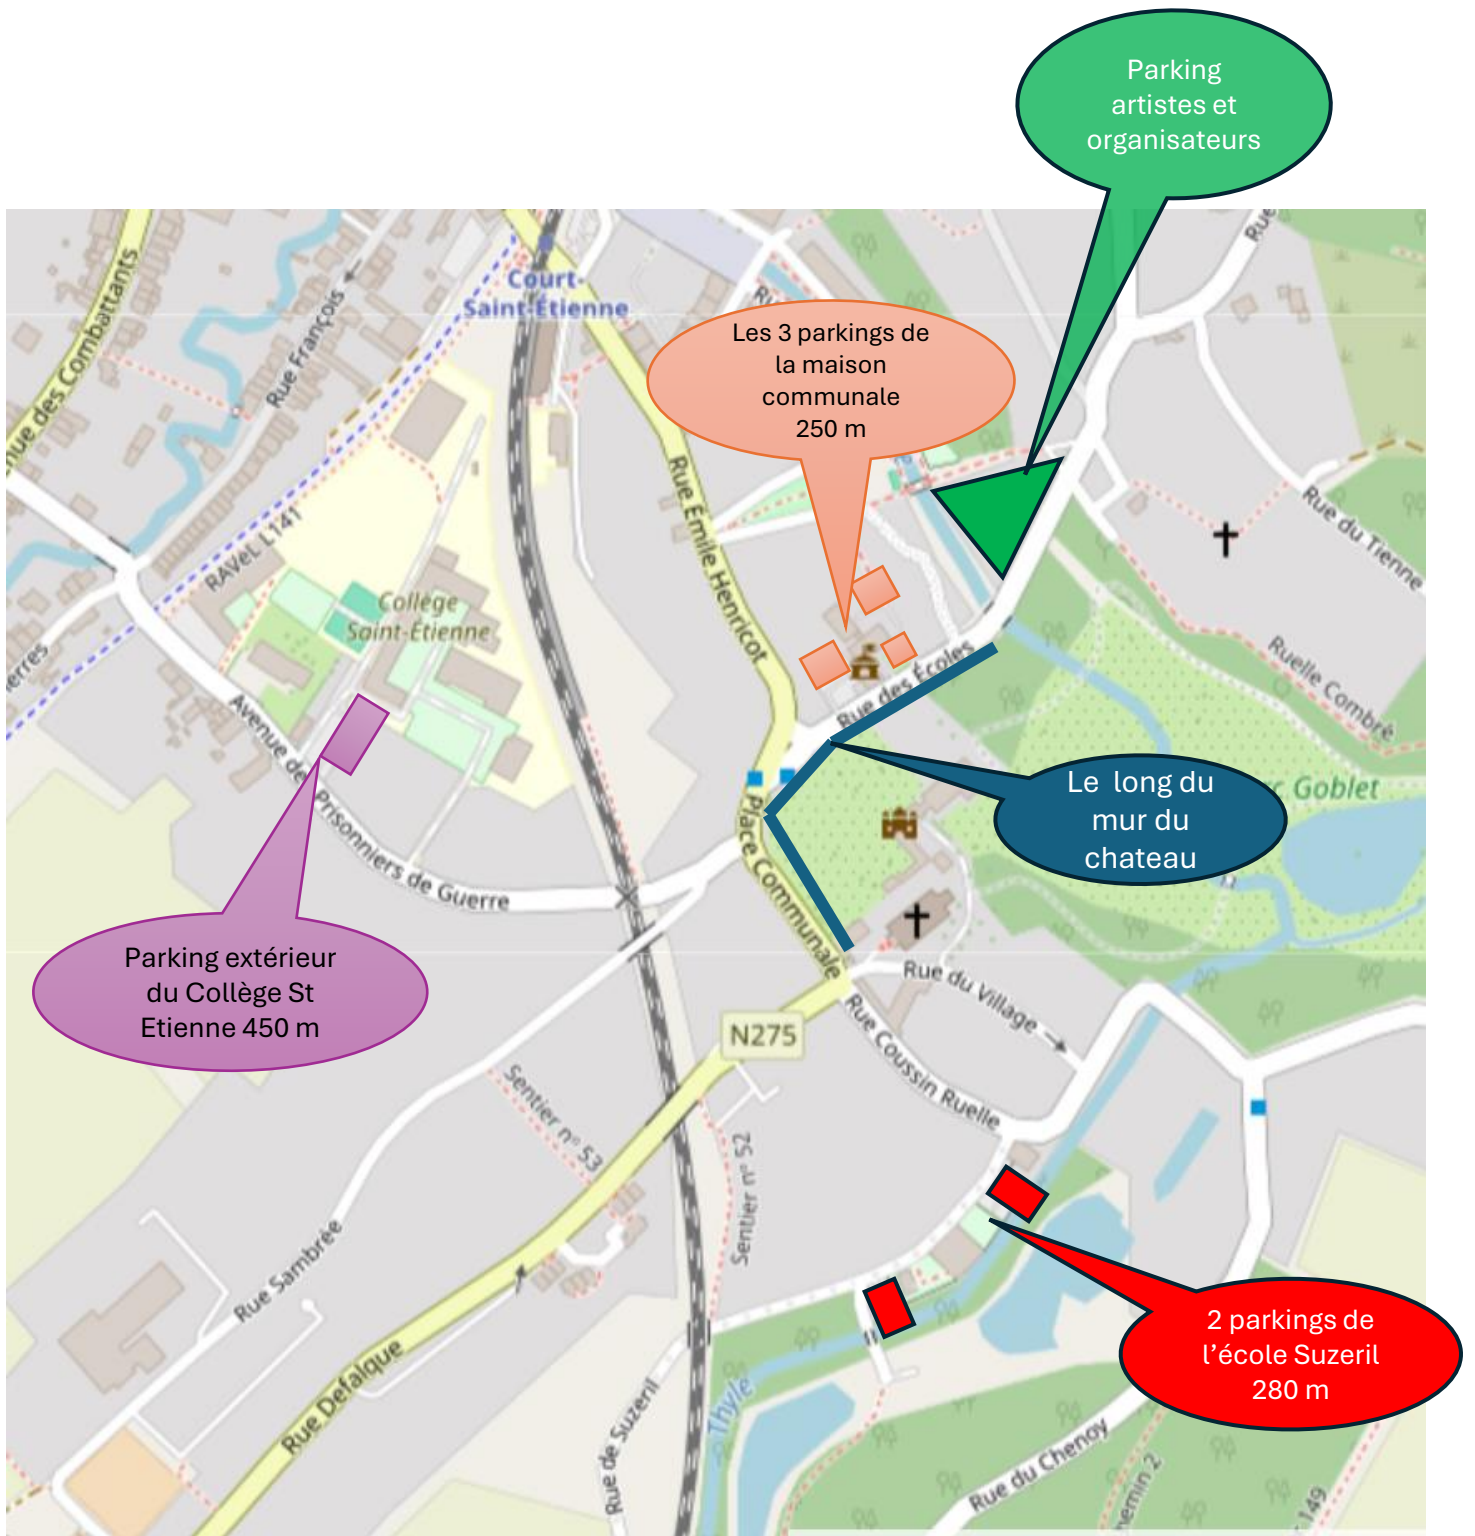 Parking
artistes et
organisateurs
Court-
Saint-Étienne
Rue François
Les 3 parkings de
la maison
communale
250 m
Rue Émile Henricot
Rue du Tienne
RAVeL L141
Collège
Saint-Étienne
Rue des Écoles
Ruelle Combré
Avenue des
Prisonniers de Guerre
Place Communale
Le long du
mur du
chateau
Goblet
Parking extérieur
du Collège St
Etienne 450 m
Rue du Village
N275
Rue Coussin Ruelle
Sentier n° 53
Sentier n° 52
Rue Sambrée
2 parkings de
l’école Suzeril
280 m
Rue Defalque
Rue de Suzeril
Thyle
Rue du Chenoy